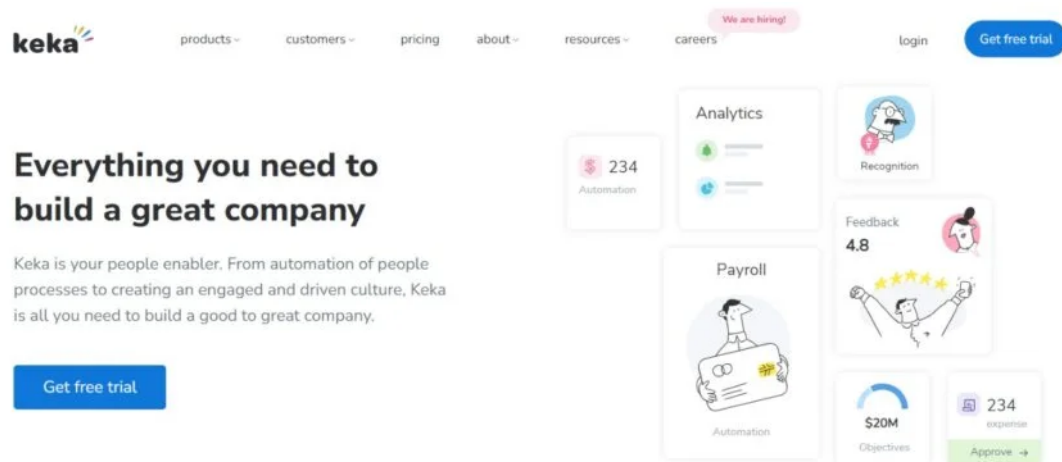 We are hiring!
keka
products
customers
pricing
about
resources
careers
login
Get free trial
Everything you need to
build a great company
Keka is your people enabler. From automation of people
processes to creating an engaged and driven culture, Keka
is all you need to build a good to great company.
Get free trial
234
Automation
Analytics
Recognition
Payroll
Automation
Feedback
4.8
$20M
Objectives
234
expense
Approve →